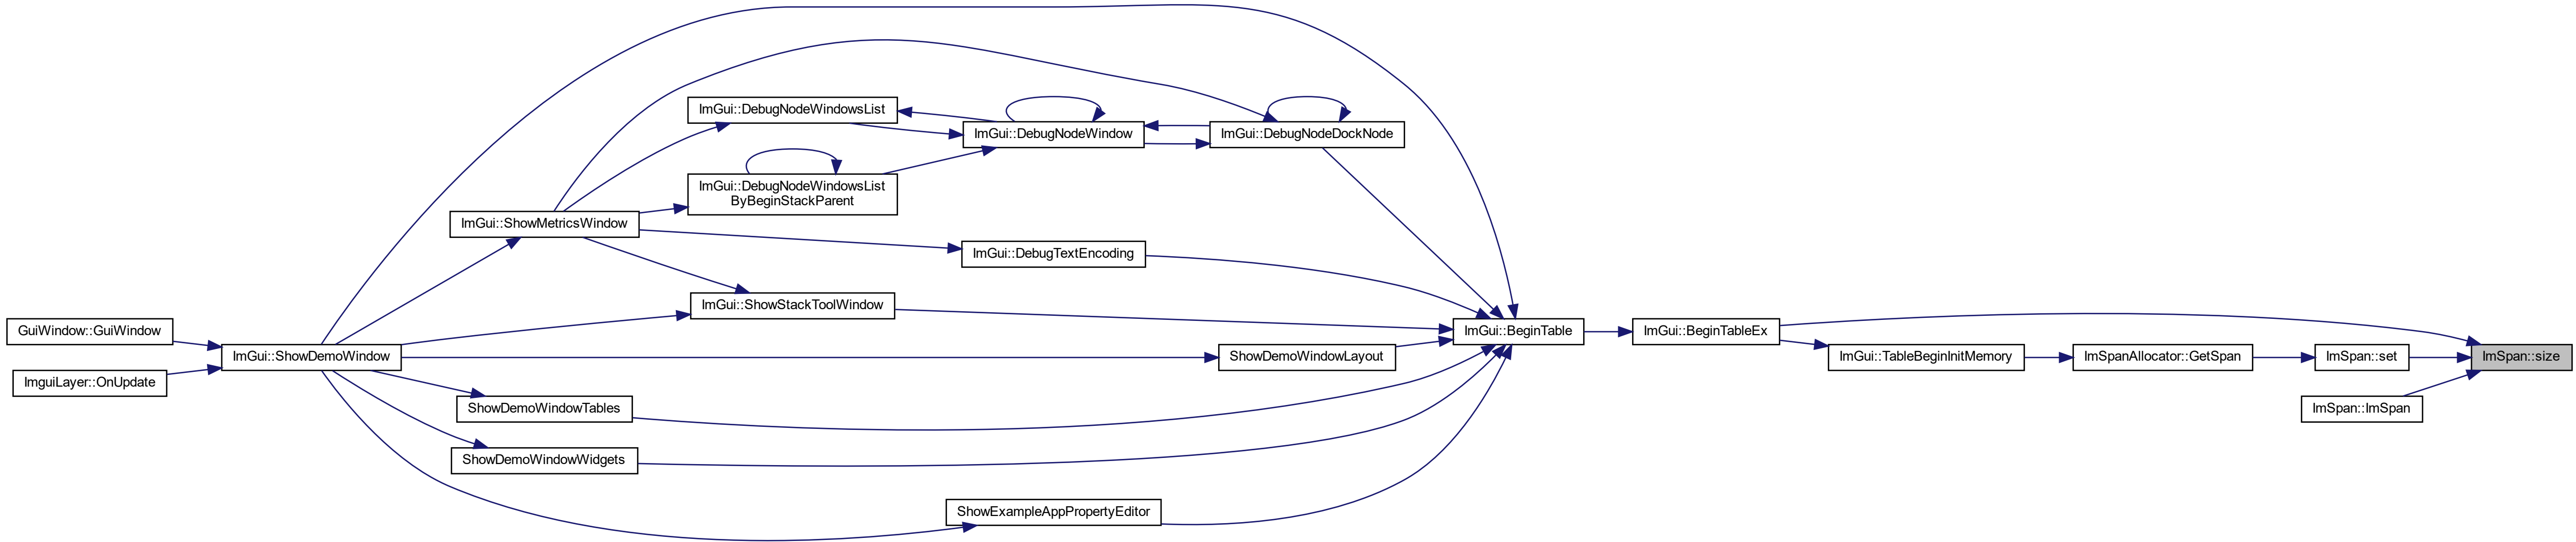 ImGui::DebugNodeWindowsList
ImGui::DebugNodeWindow
ImGui::DebugNodeDockNode
ImGui::DebugNodeWindowsList
ByBeginStackParent
ImGui::ShowMetricsWindow
ImGui::DebugTextEncoding
ImGui::ShowStackToolWindow
GuiWindow::GuiWindow
ImGui::BeginTable
ImGui::BeginTableEx
ImGui::ShowDemoWindow
ShowDemoWindowLayout
ImGui::TableBeginInitMemory
ImSpanAllocator::GetSpan
ImSpan::set
ImSpan::size
ImguiLayer::OnUpdate
ShowDemoWindowTables
ImSpan::ImSpan
ShowDemoWindowWidgets
ShowExampleAppPropertyEditor